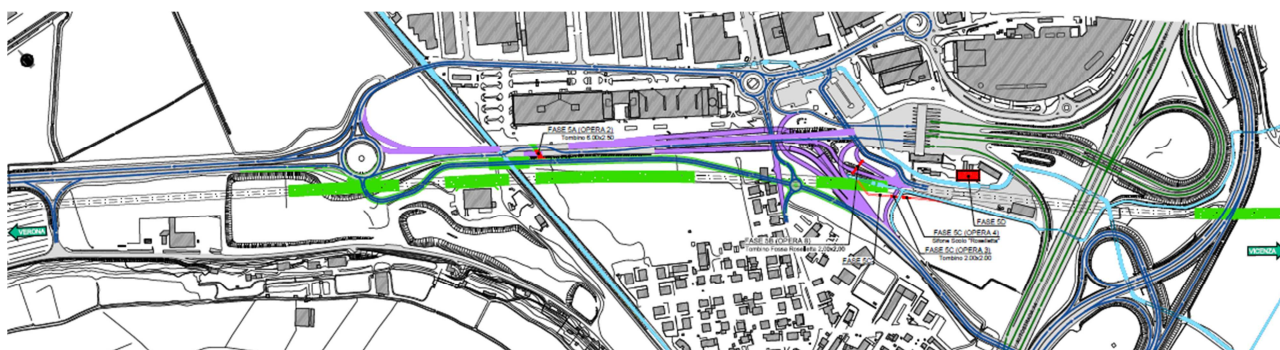 FASE 5A (OPERA 2)
Tombino 6.00x2.50
VERONA
FASE 5B (OPERA 8)
Tombino Fossa Roselletta 2,00x2,00
FASE 5C
FASE 5D
FASE 5C (OPERA 4)
Sifone Scolo "Roselletta"
FASE 5C (OPERA 3)
Tombino 2.00x2.00
VICENZA